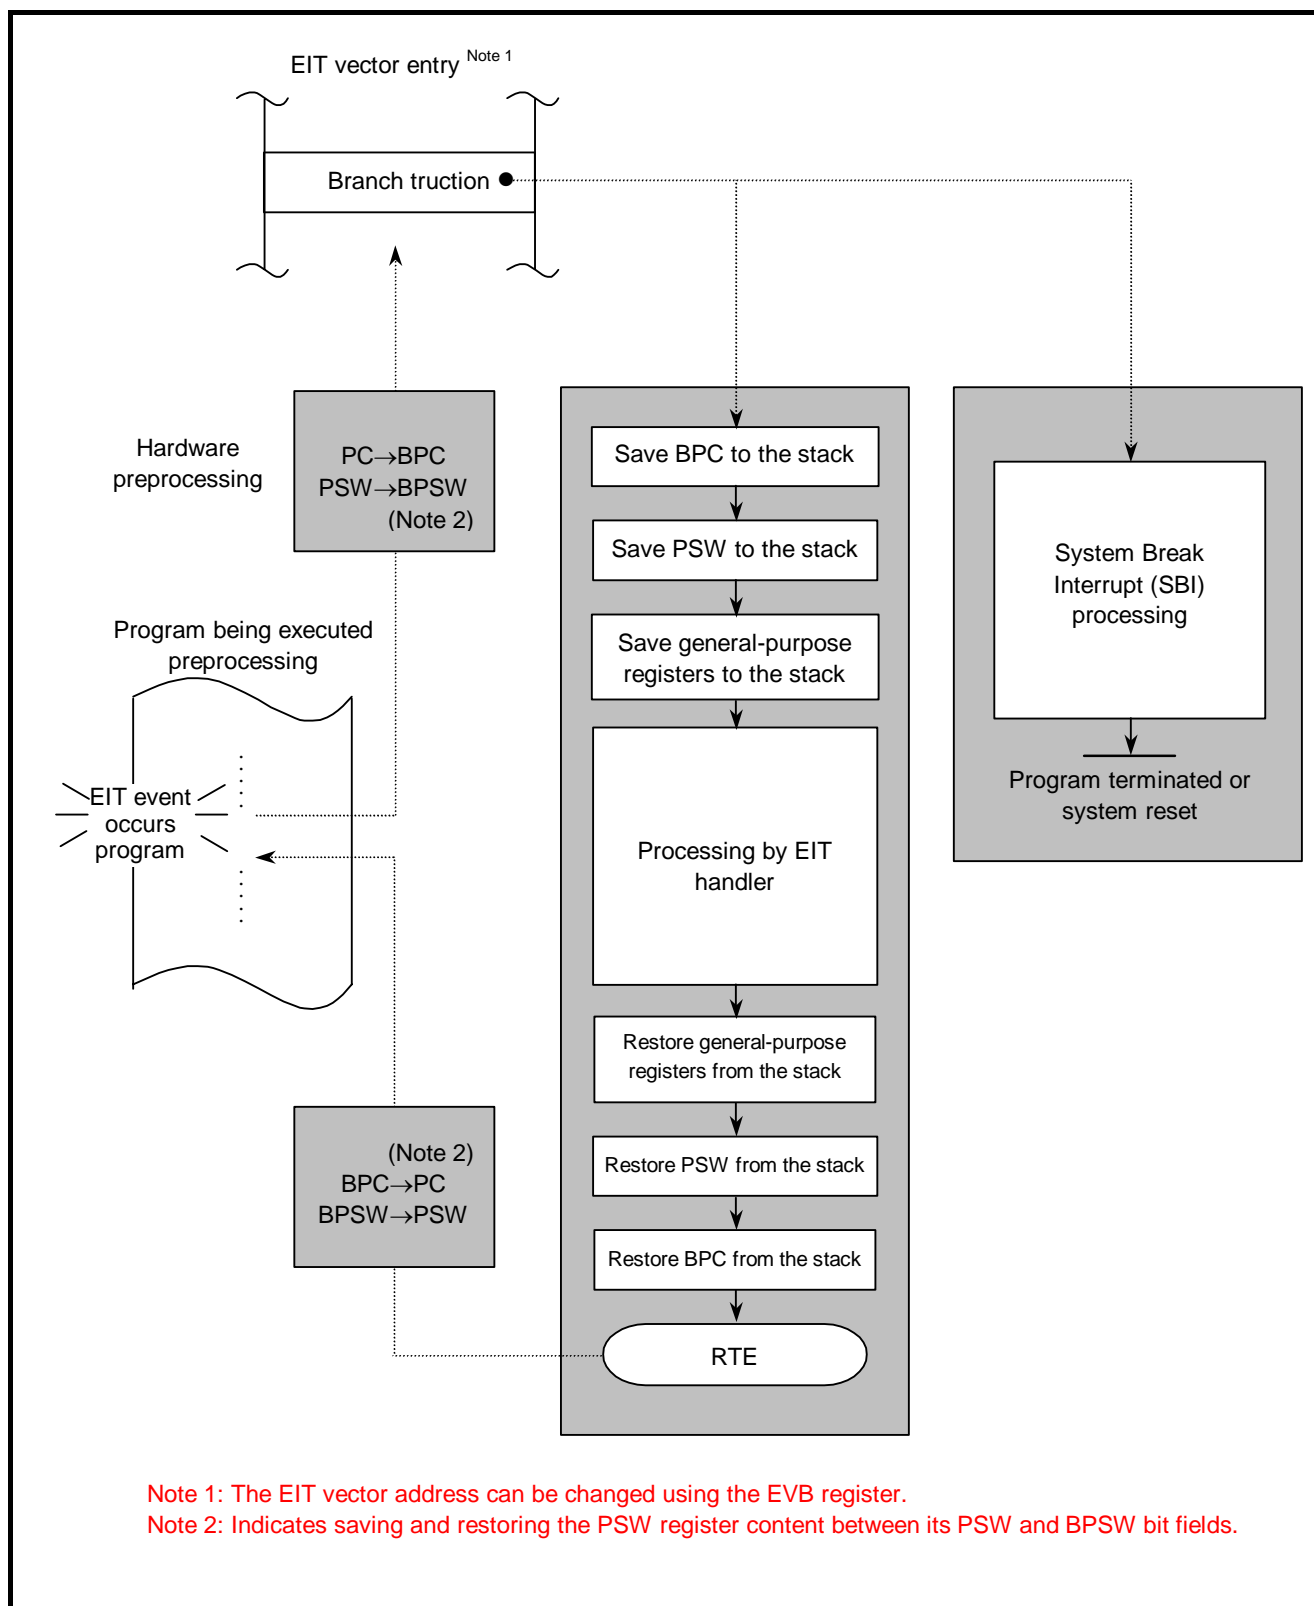 EIT vector entry Note 1
Branch truction
Hardware
preprocessing
PC→BPC
PSW→BPSW
(Note 2)
Program being executed
preprocessing
EIT event
occurs
program
(Note 2)
BPC→PC
BPSW→PSW
Save BPC to the stack
Save PSW to the stack
Save general-purpose
registers to the stack
Processing by EIT
handler
Restore general-purpose
registers from the stack
Restore PSW from the stack
Restore BPC from the stack
RTE
System Break
Interrupt (SBI)
processing
Program terminated or
system reset
Note 1: The EIT vector address can be changed using the EVB register.
Note 2: Indicates saving and restoring the PSW register content between its PSW and BPSW bit fields.